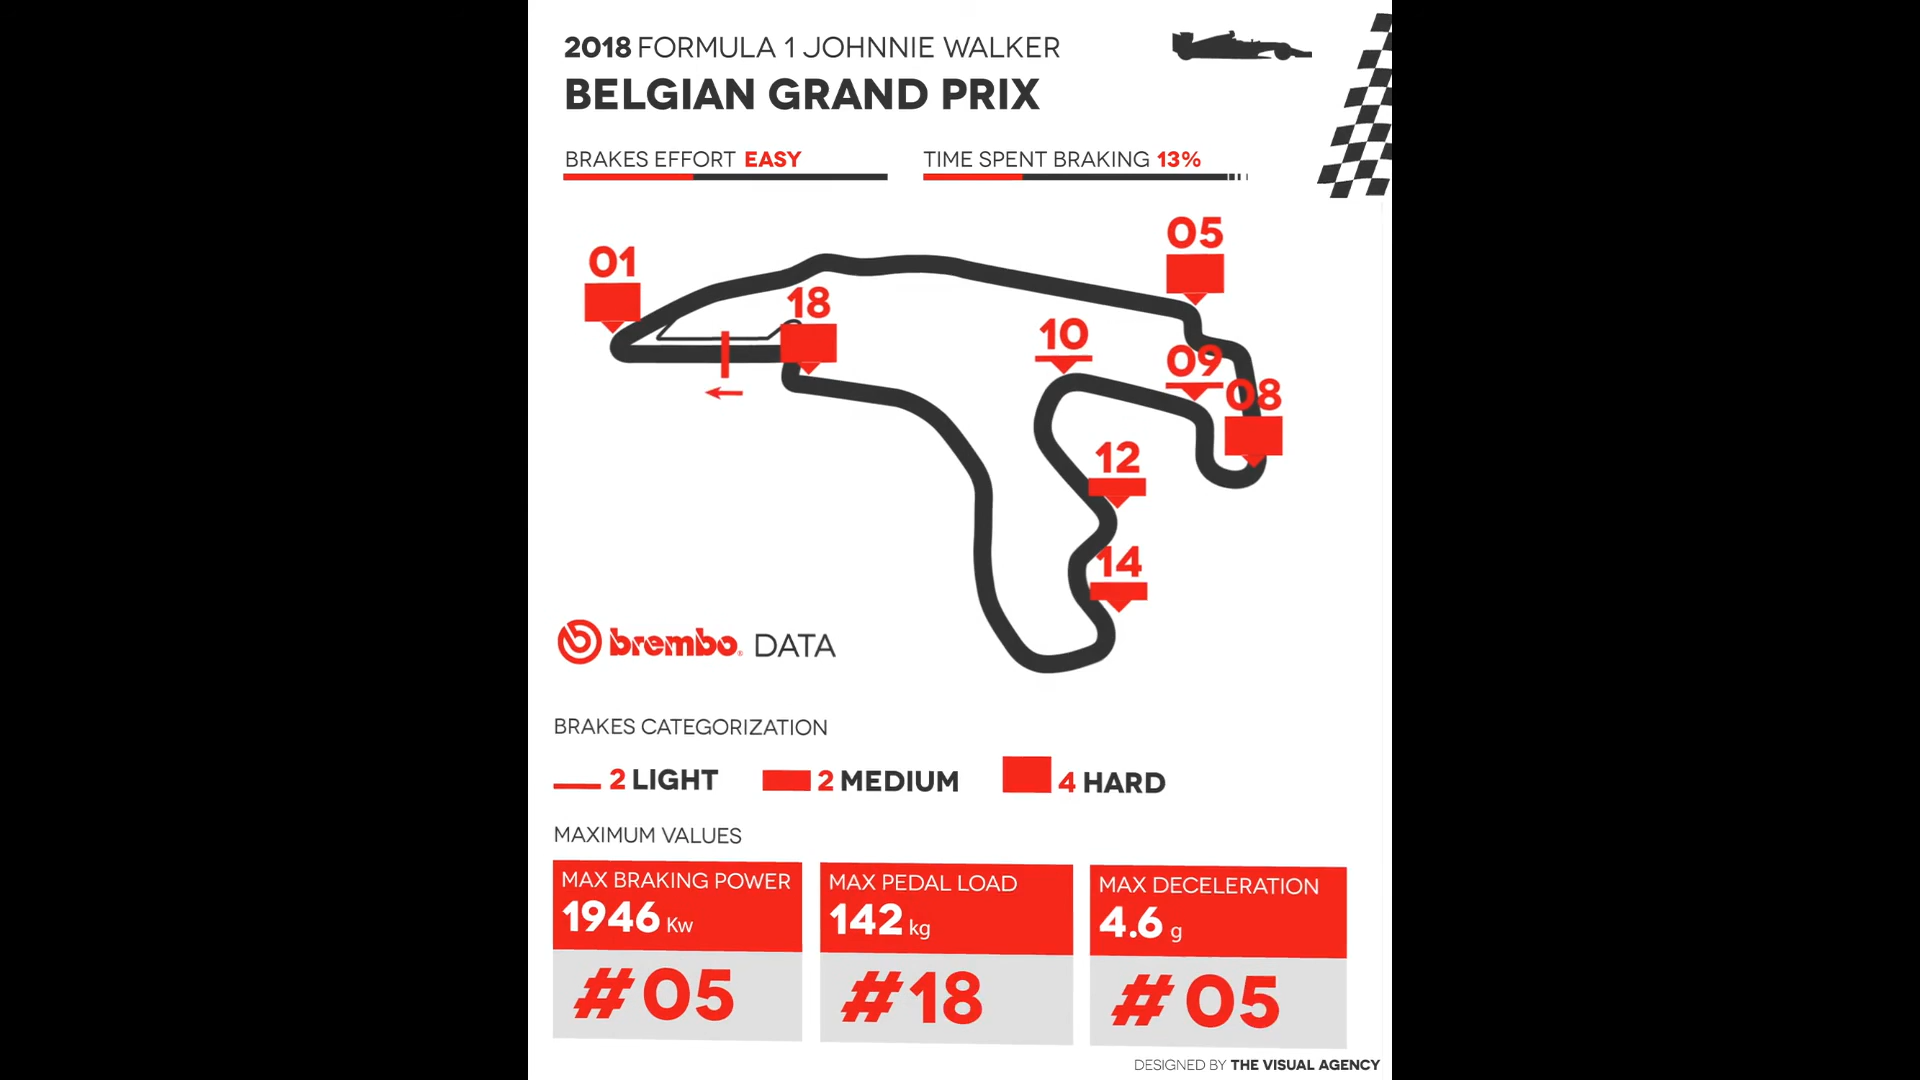 2018 FORMULA 1 JOHNNIE WALKER
BELGIAN GRAND PRIX
BRAKES EFFORT EASY
TIME SPENT BRAKING 13%
01
05
18
10
09
08
12
14
brembo DATA
BRAKES CATEGORIZATION
2 LIGHT
2 MEDIUM
4 HARD
MAXIMUM VALUES
MAX BRAKING POWER
1946 Kw
#05
MAX PEDAL LOAD
142 kg
#18
MAX DECELERATION
4.6 g
#05
DESIGNED BY THE VISUAL AGENCY